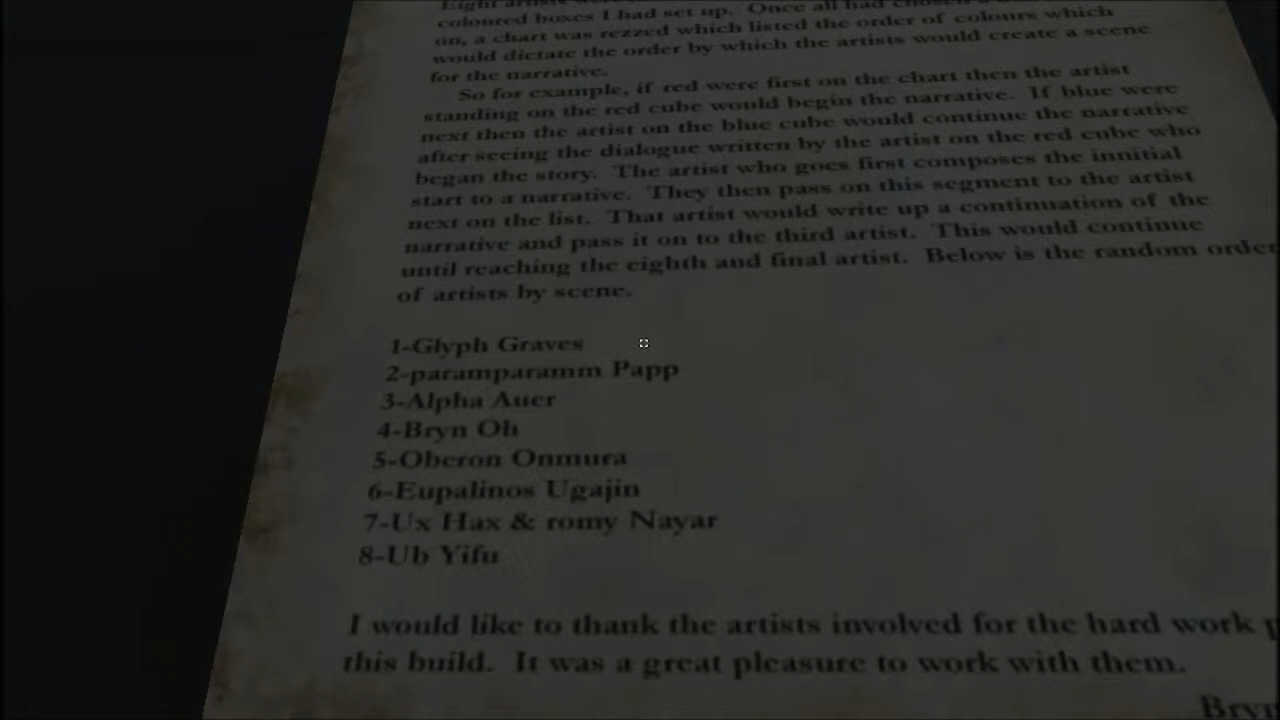 Eight artists were
coloured boxes I had set up. Once all had chosen a
on, a chart was rezzed which listed the order of colours which
would dictate the order by which the artists would create a scene
for the narrative.
So for example, if red were first on the chart then the artist
standing on the red cube would begin the narrative. If blue were
next then the artist on the blue cube would continue the narrative
after seeing the dialogue written by the artist on the red cube who
began the story. The artist who goes first composes the innitial
start to a narrative. They then pass on this segment to the artist
next on the list. That artist would write up a continuation of the
narrative and pass it on to the third artist. This would continue
until reaching the eighth and final artist. Below is the random order
of artists by scene.
1-Glyph Graves
2-paramparamm Papp
3-Alpha Auer
4-Bryn Oh
5-Oberon Onmura
6-Eupalinos Ugajin
7-Ux Hax & romy Nayar
8-Ub Yifu
I would like to thank the artists involved for the hard work
this build. It was a great pleasure to work with them.
Bryn